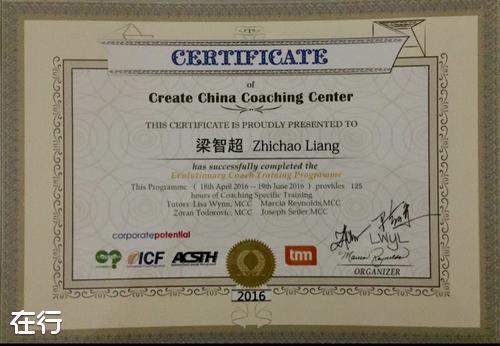 CERTIFICATE
of
Create China Coaching Center
THIS CERTIFICATE IS PROUDLY PRESENTED TO
梁智超 Zhichao Liang
has successfully completed the
Evolutionary Coach Training Programme
This Programme ( 18th April 2016 -- 19th June 2016 ) provides 125
hours of Coaching Specific Training.
Tutors: Lisa Wynn, MCC Marcia Reynolds,MCC
Zoran Todorovic, MCC Joseph Seiler,MCC
corporatepotential
ICF
ACSTH
tnm
ORGANIZER
2016
在行